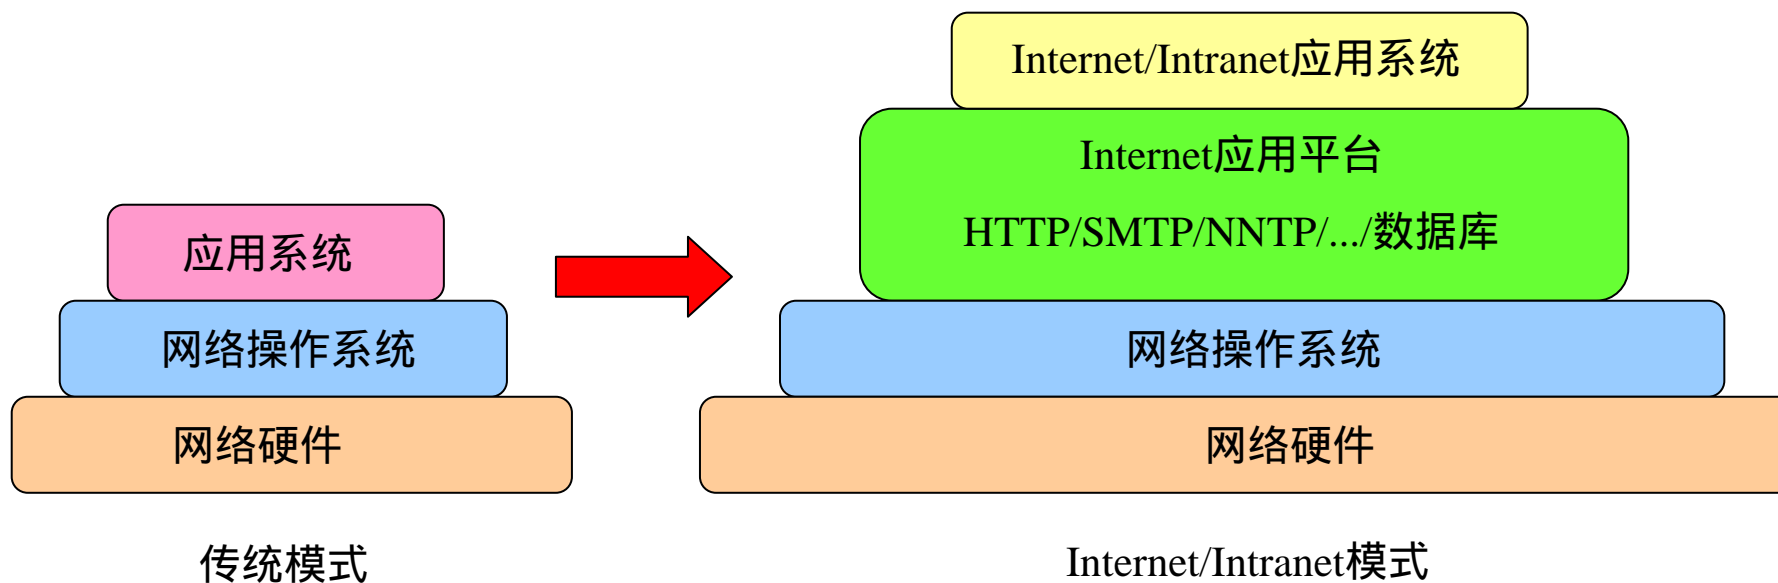 应用系统
网络操作系统
网络硬件
传统模式
Internet/Intranet应用系统
Internet应用平台
HTTP/SMTP/NNTP/.../数据库
网络操作系统
网络硬件
Internet/Intranet模式